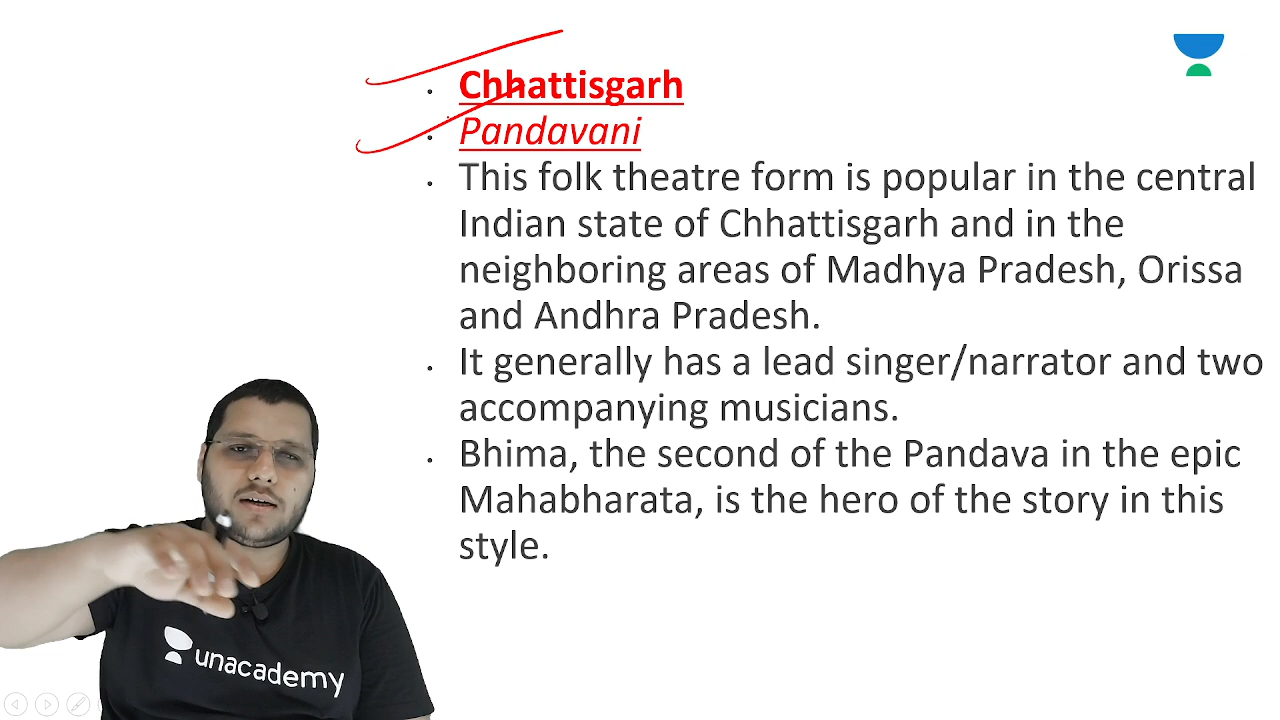 Chhattisgarh
Pandavani
This folk theatre form is popular in the central
Indian state of Chhattisgarh and in the
neighboring areas of Madhya Pradesh, Orissa
and Andhra Pradesh.
It generally has a lead singer/narrator and two
accompanying musicians.
Bhima, the second of the Pandava in the epic
Mahabharata, is the hero of the story in this
style.
unacademy